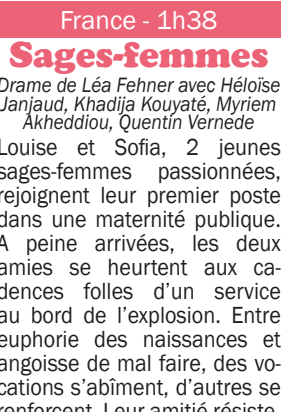 France - 1h38
Sages-femmes
Drame de Léa Fehner avec Héloïse
Janjaud, Khadija Kouyaté, Myriem
Akheddiou, Quentin Vernede
Louise et Sofia, 2 jeunes
sages-femmes passionnées,
rejoignent leur premier poste
dans une maternité publique.
A peine arrivées, les deux
amies se heurtent aux ca-
dences folles d’un service
au bord de l’explosion. Entre
euphorie des naissances et
angoisse de mal faire, des vo-
cations s’abîment, d’autres se
renforcent. Leur amitié résiste-